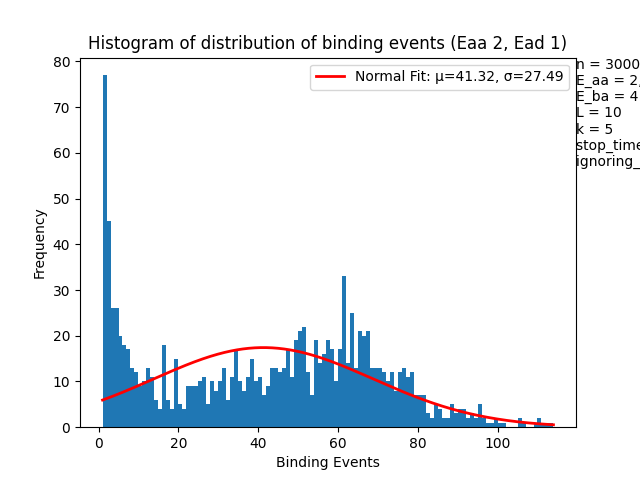 Histogram of distribution of binding events (Eaa 2, Ead 1)
Normal Fit: μ=41.32, σ=27.49
n = 3000
E_aa = 2,
E_ba = 4
L = 10
k = 5
stop_time
ignoring_
Frequency
80
70
60
50
40
30
20
10
0
0 20 40 60 80 100
Binding Events